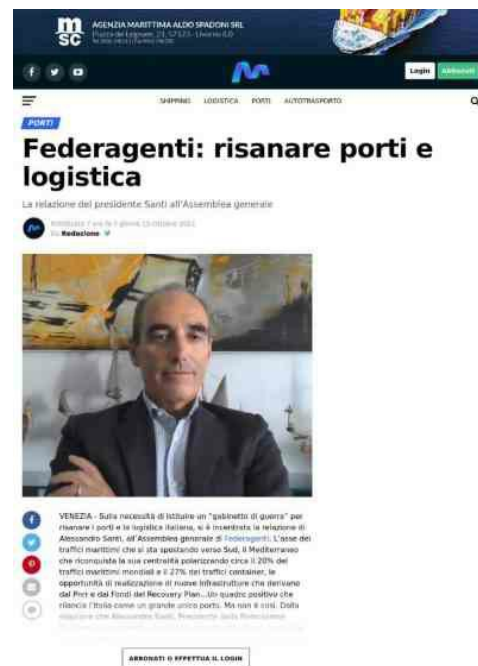 msc
AGENZIA MARITTIMA ALDO SPADONI SRL
Login
Abbonati
SHIPPING LOGISTICA PORTI AUTOTRASPORTO
PORTI
Federagenti: risanare porti e
logistica
La relazione del presidente Santi all'Assemblea generale
Redazione
VENEZIA - Sulla necessità di istituire un "gabinetto di guerra" per
risanare i porti e la logistica italiana, si è incentrata la relazione di
Alessandro Santi, all'Assemblea generale di Federagenti. L'asse dei
traffici marittimi che si sta spostando verso Sud, il Mediterraneo
che riconquista la sua centralità polarizzando circa il 20% del
traffici marittimi mondiali e il 27% dei traffici container, le
opportunità di realizzazione di nuove infrastrutture che derivano
dal Pnrr e dai Fondi del Recovery Plan...Un quadro positivo che
rilancia l'Italia come un grande unico porto. Ma non è così. Dalla
ABBONATI O EFFETTUA IL LOGIN